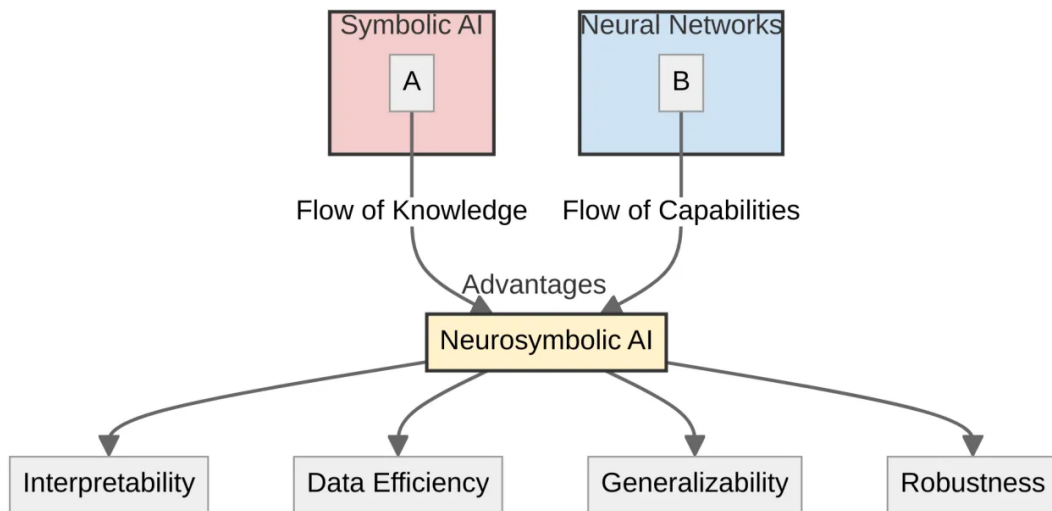 Symbolic AI
Neural Networks
A
B
Flow of Knowledge
Flow of Capabilities
Advantages
Neurosymbolic AI
Interpretability
Data Efficiency
Generalizability
Robustness